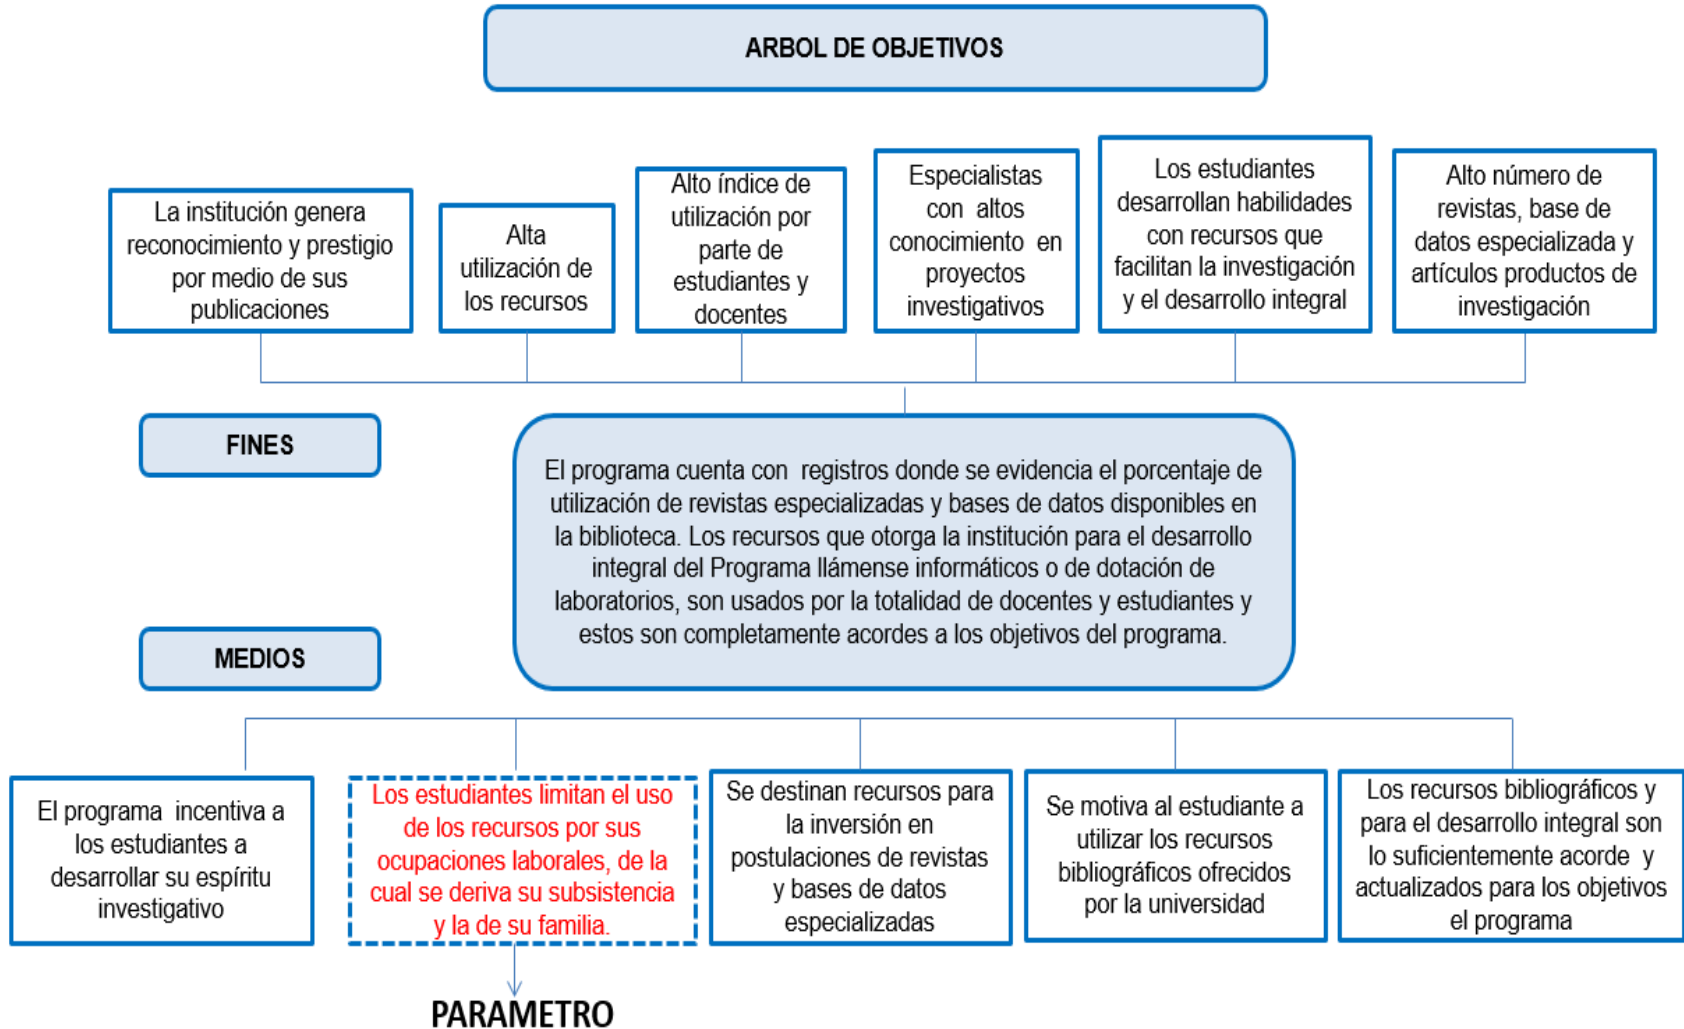 ARBOL DE OBJETIVOS
La institución genera
reconocimiento y prestigio
por medio de sus
publicaciones
Alta
utilización de
los recursos
Alto índice de
utilización por
parte de
estudiantes y
docentes
Especialistas
con altos
conocimiento en
proyectos
investigativos
Los estudiantes
desarrollan habilidades
con recursos que
facilitan la investigación
y el desarrollo integral
Alto número de
revistas, base de
datos especializada y
artículos productos de
investigación
FINES
El programa cuenta con registros donde se evidencia el porcentaje de
utilización de revistas especializadas y bases de datos disponibles en
la biblioteca. Los recursos que otorga la institución para el desarrollo
integral del Programa llámense informáticos o de dotación de
laboratorios, son usados por la totalidad de docentes y estudiantes y
estos son completamente acordes a los objetivos del programa.
MEDIOS
El programa incentiva a
los estudiantes a
desarrollar su espíritu
investigativo
Los estudiantes limitan el uso
de los recursos por sus
ocupaciones laborales, de la
cual se deriva su subsistencia
y la de su familia.
Se destinan recursos para
la inversión en
postulaciones de revistas
y bases de datos
especializadas
Se motiva al estudiante a
utilizar los recursos
bibliográficos ofrecidos
por la universidad
Los recursos bibliográficos y
para el desarrollo integral son
lo suficientemente acorde y
actualizados para los objetivos
el programa
PARAMETRO